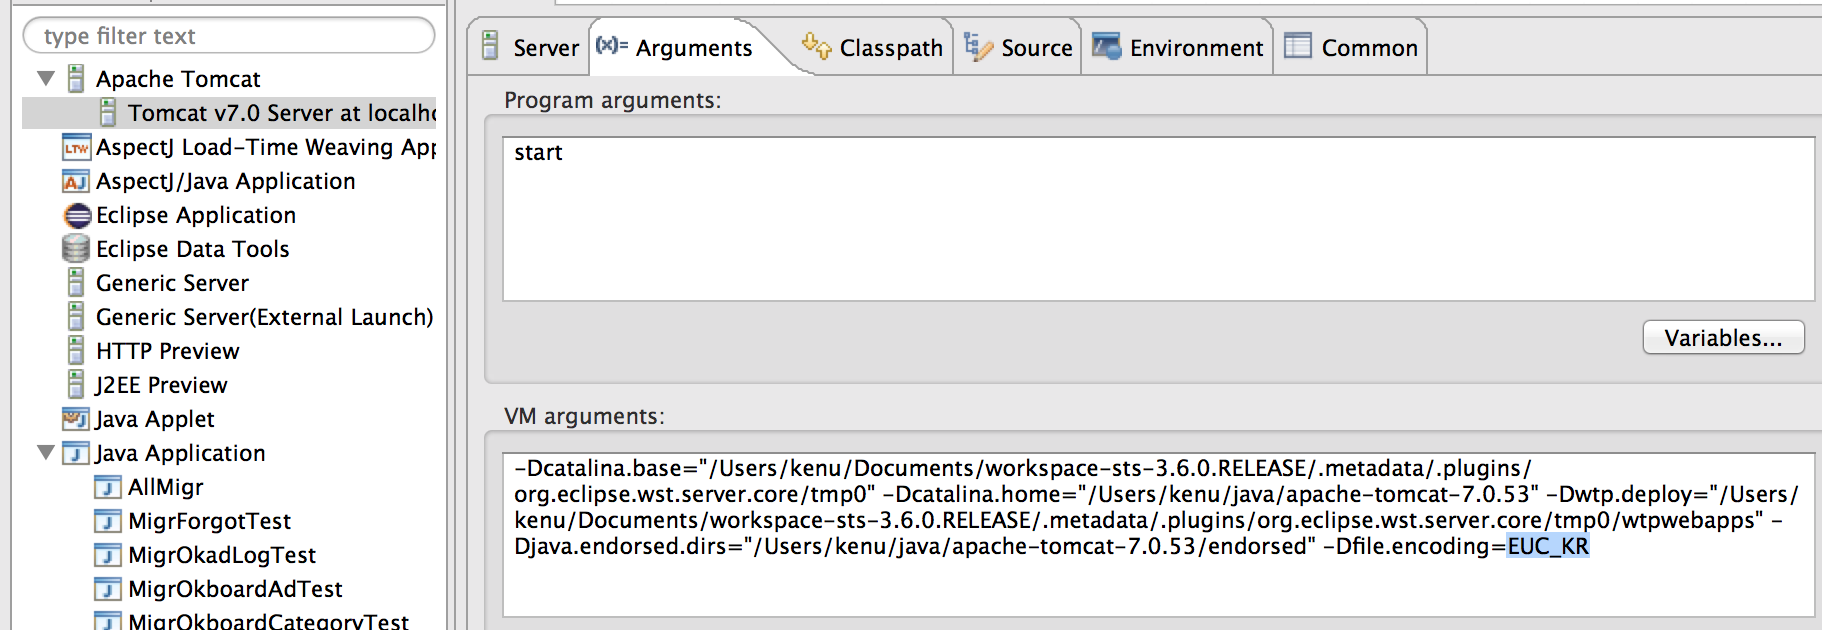 type filter text
Apache Tomcat
Tomcat v7.0 Server at localho
LTW AspectJ Load-Time Weaving App
AJ AspectJ/Java Application
Eclipse Application
Eclipse Data Tools
Generic Server
Generic Server(External Launch)
HTTP Preview
J2EE Preview
Java Applet
J Java Application
J AllMigr
J MigrForgotTest
J MigrOkadLogTest
J MigrOkboardAdTest
J MigrOkboardCategoryTest
Server (x)= Arguments Classpath Source Environment Common
Program arguments:
start
Variables...
VM arguments:
-Dcatalina.base="/Users/kenu/Documents/workspace-sts-3.6.0.RELEASE/.metadata/.plugins/
org.eclipse.wst.server.core/tmp0" -Dcatalina.home="/Users/kenu/java/apache-tomcat-7.0.53" -Dwtp.deploy="/Users/
kenu/Documents/workspace-sts-3.6.0.RELEASE/.metadata/.plugins/org.eclipse.wst.server.core/tmp0/wtpwebapps" -
Djava.endorsed.dirs="/Users/kenu/java/apache-tomcat-7.0.53/endorsed" -Dfile.encoding=EUC_KR